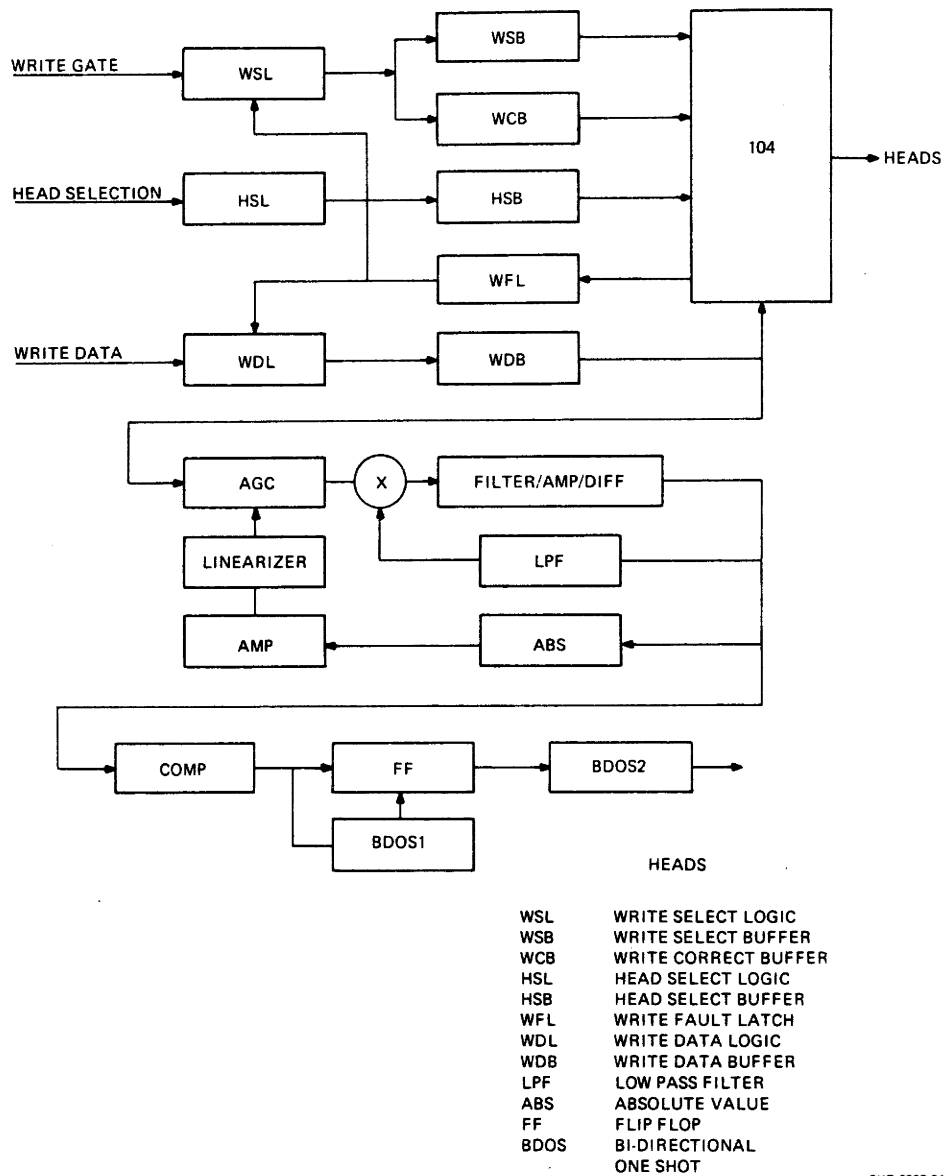 WSB
WRITE GATE
WSL
WCB
104
HEADS
HEAD SELECTION
HSL
HSB
WFL
WRITE DATA
WDL
WDB
AGC
X
FILTER/AMP/DIFF
LINEARIZER
LPF
AMP
ABS
COMP
FF
BDOS2
BDOS1
HEADS
WSL WRITE SELECT LOGIC
WSB WRITE SELECT BUFFER
WCB WRITE CORRECT BUFFER
HSL HEAD SELECT LOGIC
HSB HEAD SELECT BUFFER
WFL WRITE FAULT LATCH
WDL WRITE DATA LOGIC
WDB WRITE DATA BUFFER
LPF LOW PASS FILTER
ABS ABSOLUTE VALUE
FF FLIP FLOP
BDOS BI-DIRECTIONAL
ONE SHOT